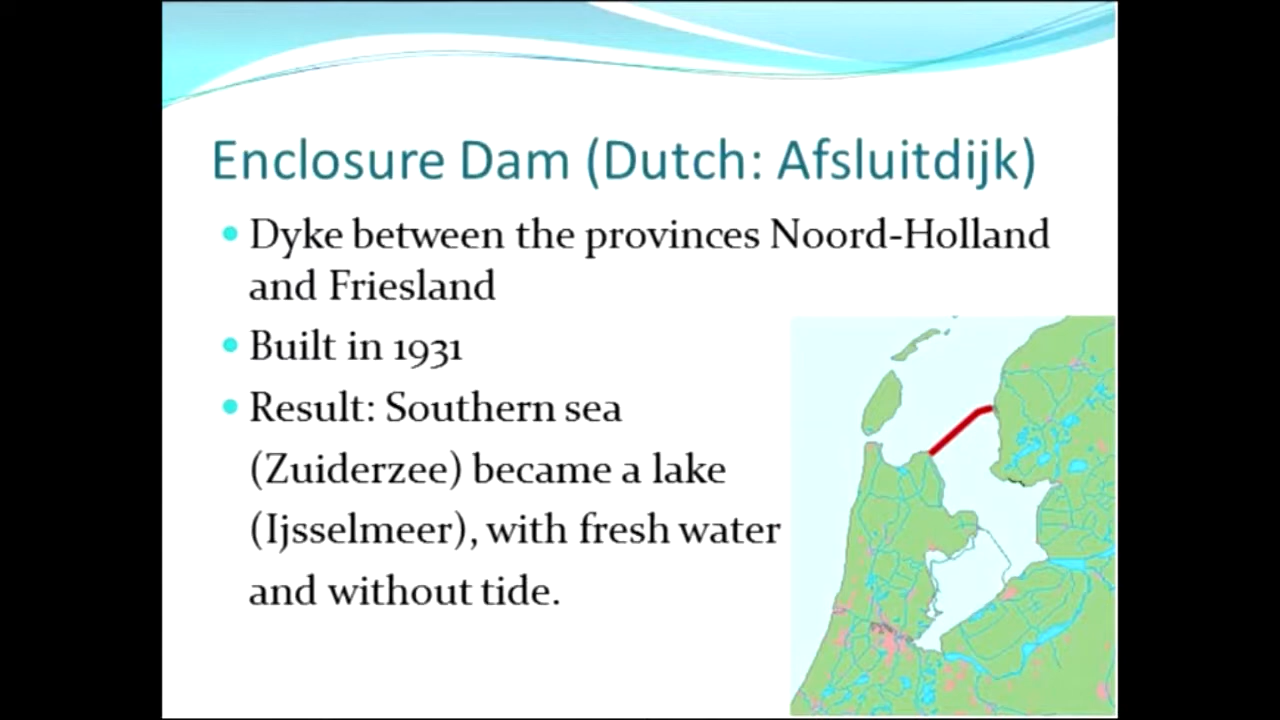 Enclosure Dam (Dutch: Afsluitdijk)
Dyke between the provinces Noord-Holland
and Friesland
Built in 1931
Result: Southern sea
(Zuiderzee) became a lake
(Ijsselmeer), with fresh water
and without tide.